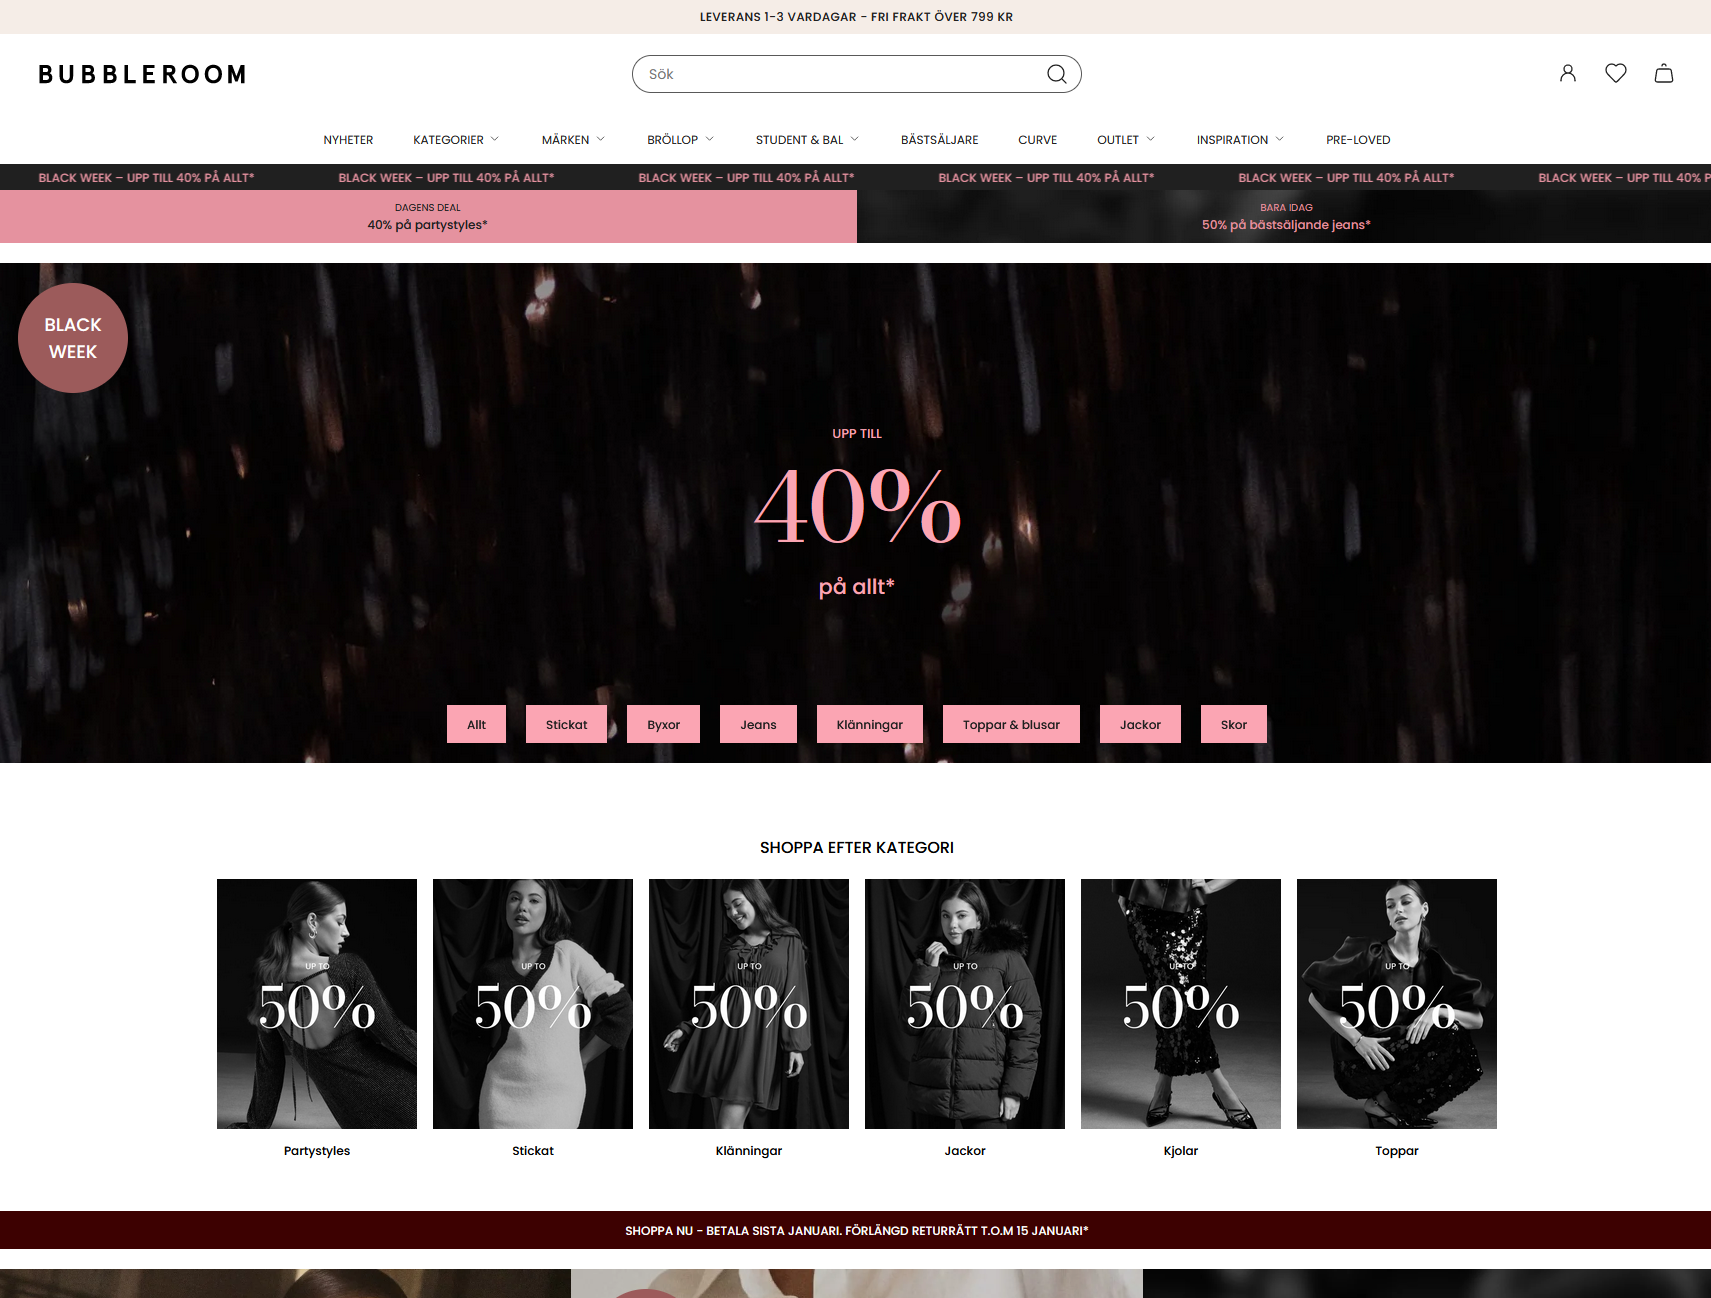 LEVERANS 1-3 VARDAGAR - FRI FRAKT ÖVER 799 KR
BUBBLEROOM
Sök
NYHETER
KATEGORIER
MÄRKEN
BRÖLLOP
STUDENT & BAL
BÄSTSÄLJARE
CURVE
OUTLET
INSPIRATION
PRE-LOVED
BLACK WEEK – UPP TILL 40% PÅ ALLT*
BLACK WEEK – UPP TILL 40% PÅ ALLT*
BLACK WEEK – UPP TILL 40% PÅ ALLT*
BLACK WEEK – UPP TILL 40% PÅ ALLT*
BLACK WEEK – UPP TILL 40% PÅ ALLT*
BLACK WEEK – UPP TILL 40% P
DAGENS DEAL
40% på partystyles*
BARA IDAG
50% på bästsäljande jeans*
BLACK
WEEK
UPP TILL
40%
på allt*
Allt
Stickat
Byxor
Jeans
Klänningar
Toppar & blusar
Jackor
Skor
SHOPPA EFTER KATEGORI
UP TO
50%
Partystyles
UP TO
50%
Stickat
UP TO
50%
Klänningar
UP TO
50%
Jackor
UP TO
50%
Kjolar
UP TO
50%
Toppar
SHOPPA NU - BETALA SISTA JANUARI. FÖRLÄNGD RETURRÄTT T.O.M 15 JANUARI*